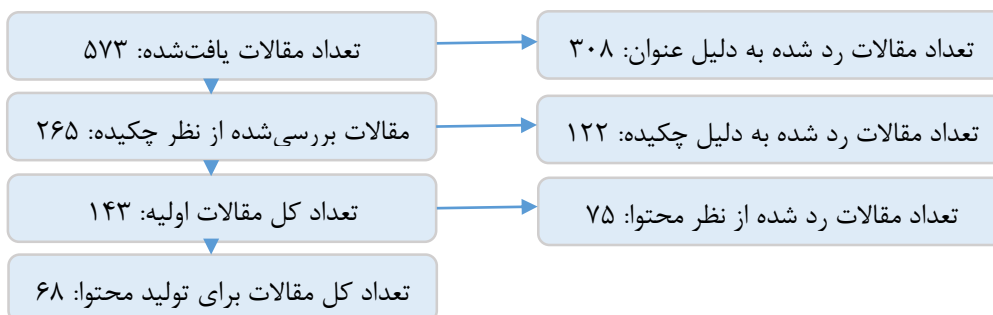 تعداد مقالات یافت‌شده: ۵۷۳
تعداد مقالات رد شده به دلیل عنوان: ۳۰۸
مقالات بررسی‌شده از نظر چکیده: ۲۶۵
تعداد مقالات رد شده به دلیل چکیده: ۱۲۲
تعداد کل مقالات اولیه: ۱۴۳
تعداد مقالات رد شده از نظر محتوا: ۷۵
تعداد کل مقالات برای تولید محتوا: ۶۸